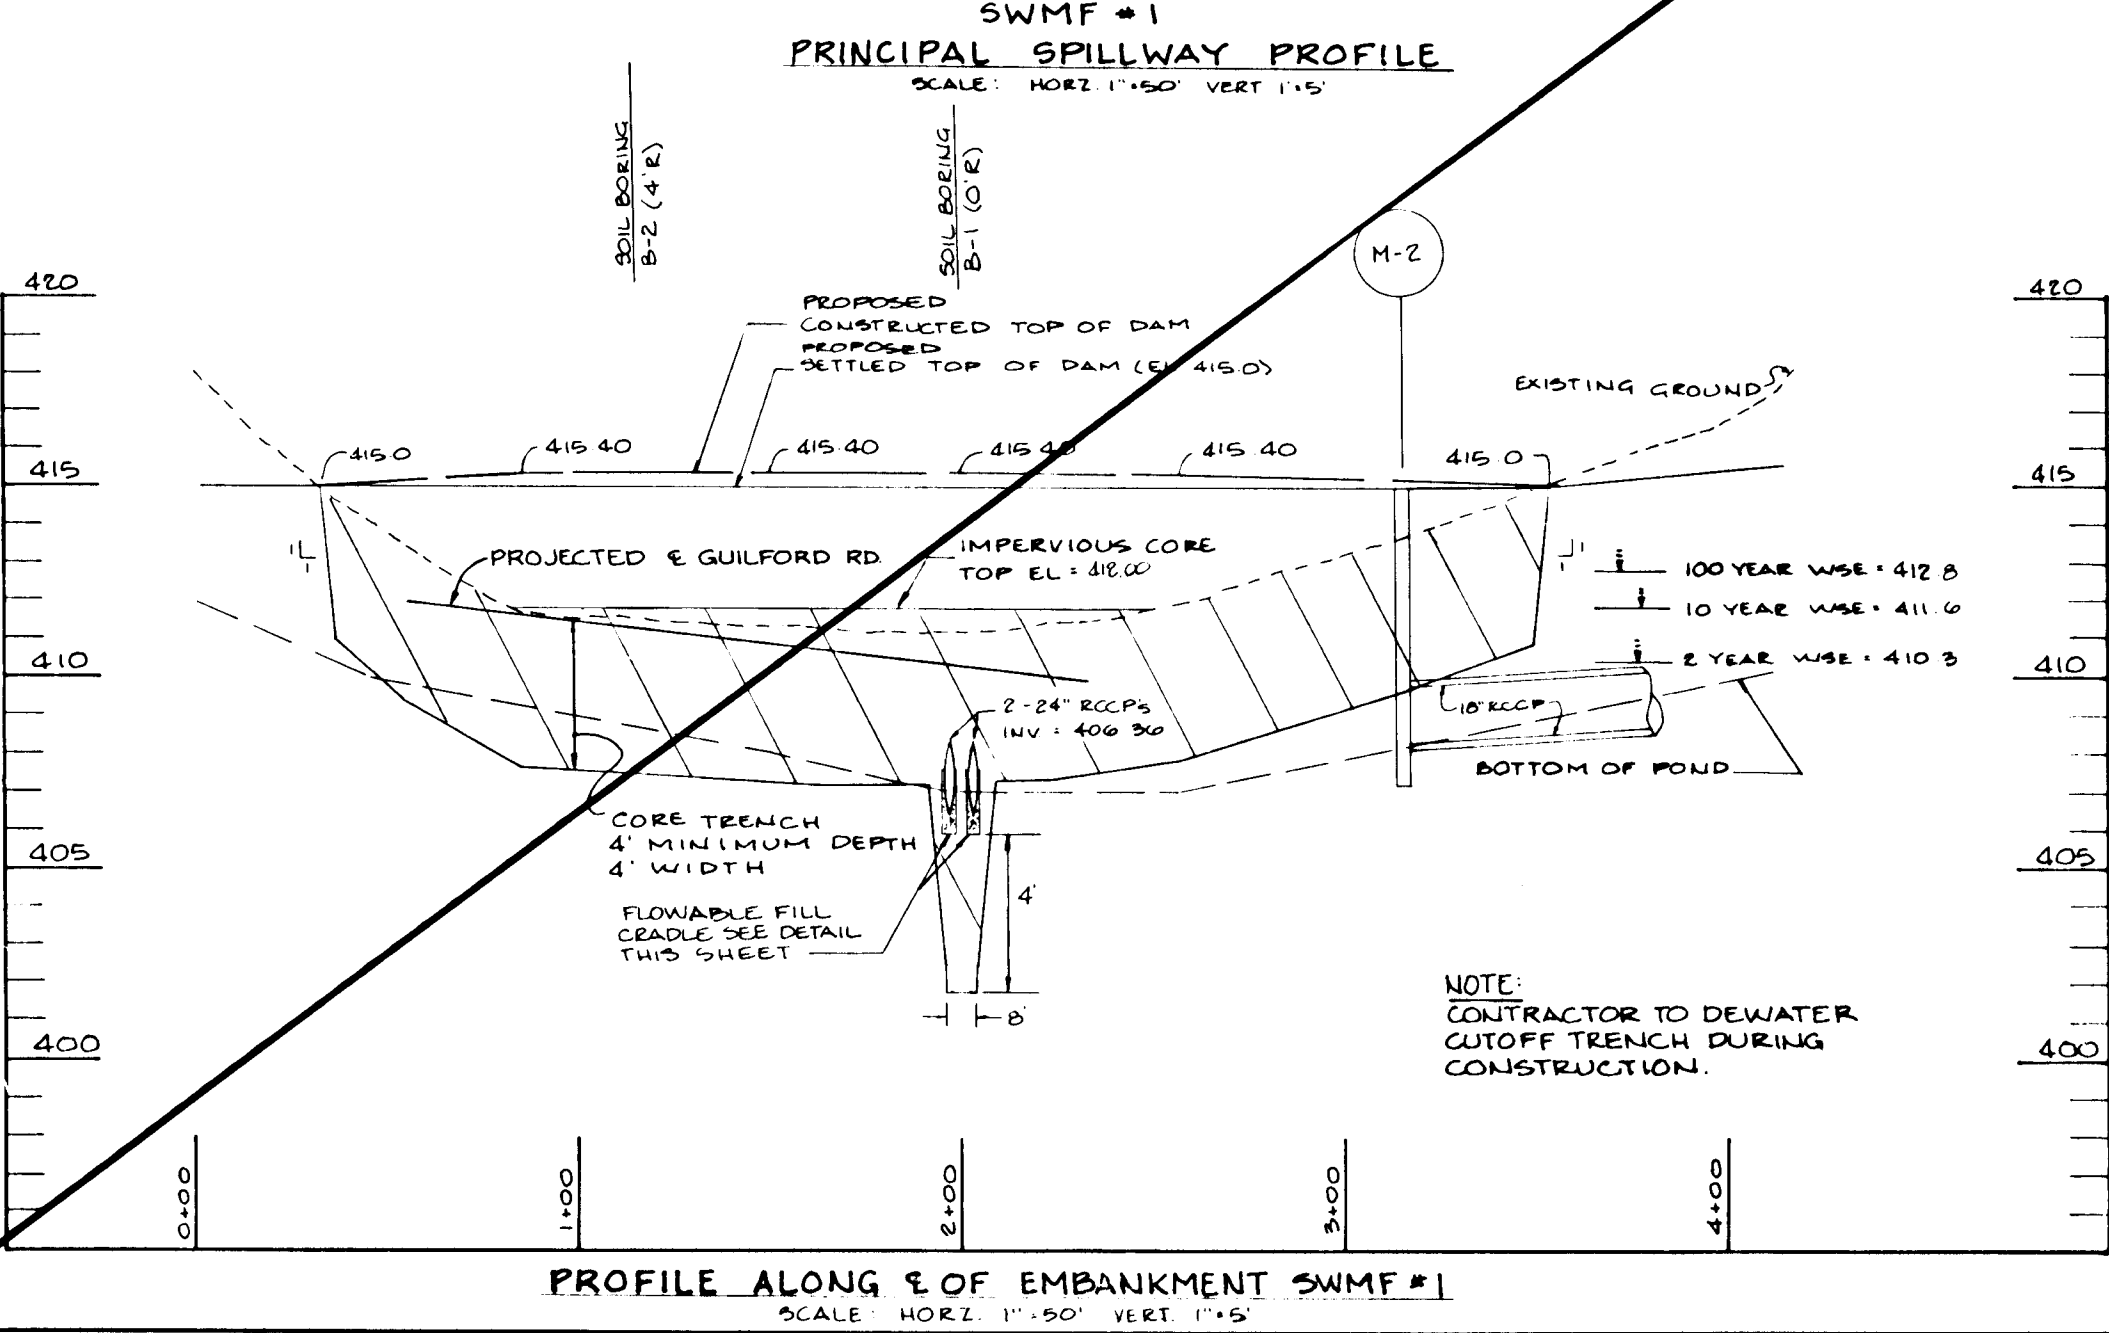 SWMF #1
PRINCIPAL SPILLWAY PROFILE
SCALE: HORZ. 1"=50' VERT 1"=5'
SOIL BORING
B-2 (4'R)
SOIL BORING
B-1 (0'R)
M-2
420
420
PROPOSED
CONSTRUCTED TOP OF DAM
PROPOSED
SETTLED TOP OF DAM (EL 415.0)
EXISTING GROUND
415.0
415.40
415.40
415.40
415.40
415.0
415
415
1
1
PROJECTED ℄ GUILFORD RD.
IMPERVIOUS CORE
TOP EL = 412.00
1
1
100 YEAR WSE = 412.8
10 YEAR WSE = 411.6
2 YEAR WSE = 410.3
410
410
2-24" RCCP's
INV = 406.36
18" RCCP
BOTTOM OF POND
CORE TRENCH
4' MINIMUM DEPTH
4' WIDTH
405
405
4'
FLOWABLE FILL
CRADLE SEE DETAIL
THIS SHEET
8'
NOTE:
CONTRACTOR TO DEWATER
CUTOFF TRENCH DURING
CONSTRUCTION.
400
400
0+00
1+00
2+00
3+00
4+00
PROFILE ALONG ℄ OF EMBANKMENT SWMF #1
SCALE: HORZ. 1"=50' VERT. 1"=5'